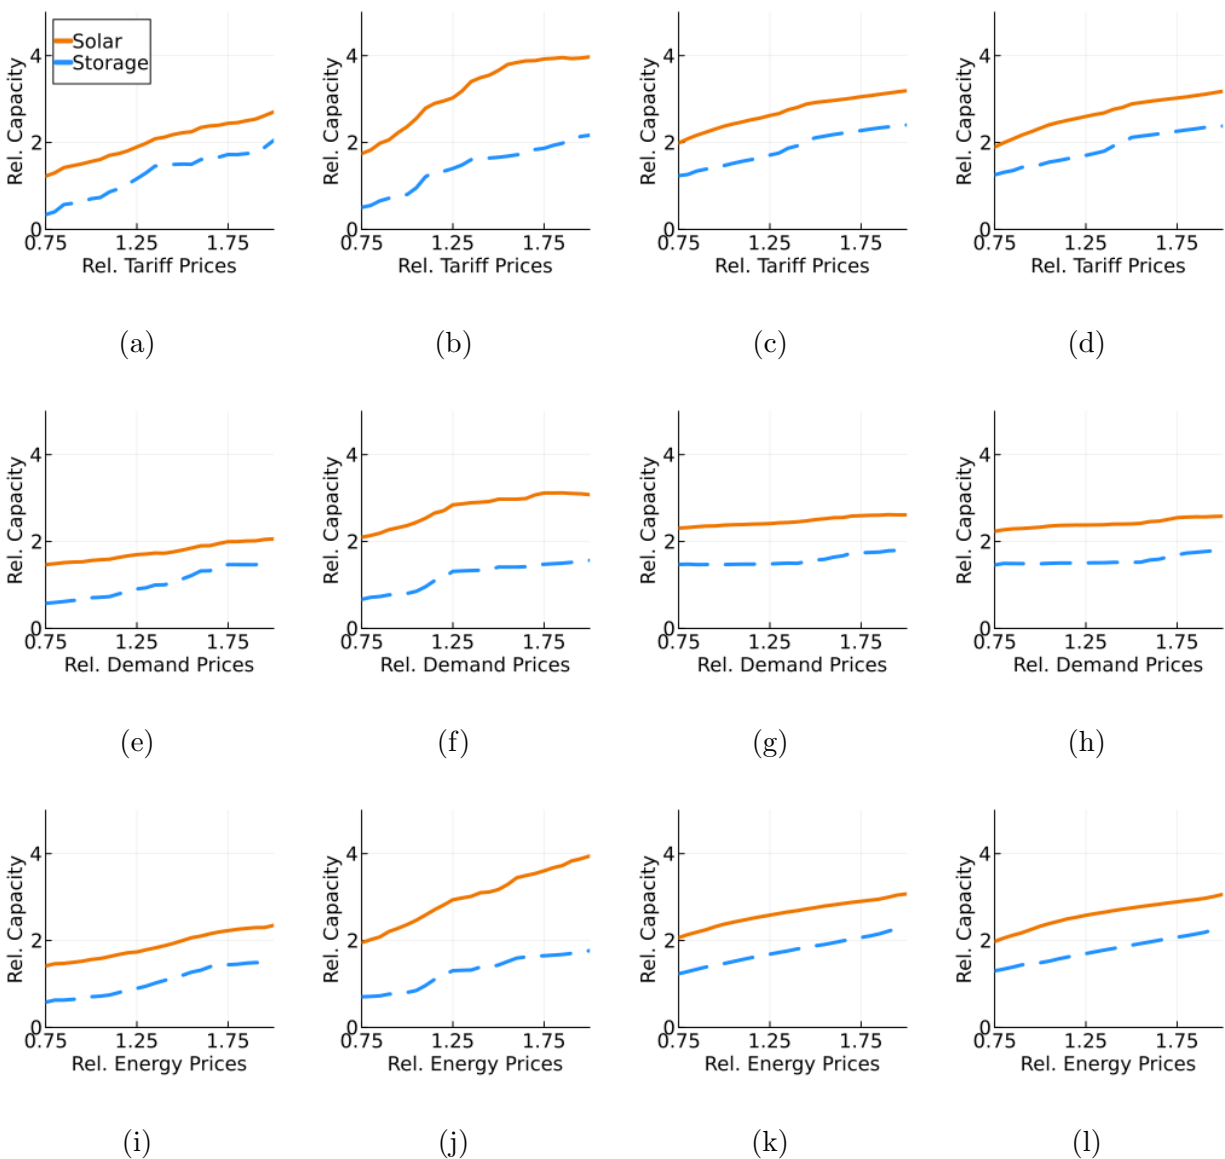 Solar
Storage
Rel. Capacity
4
2
0
0.75 1.25 1.75
Rel. Tariff Prices
(a)
Rel. Capacity
4
2
0
0.75 1.25 1.75
Rel. Tariff Prices
(b)
Rel. Capacity
4
2
0
0.75 1.25 1.75
Rel. Tariff Prices
(c)
Rel. Capacity
4
2
0
0.75 1.25 1.75
Rel. Tariff Prices
(d)
Rel. Capacity
4
2
0
0.75 1.25 1.75
Rel. Demand Prices
(e)
Rel. Capacity
4
2
0
0.75 1.25 1.75
Rel. Demand Prices
(f)
Rel. Capacity
4
2
0
0.75 1.25 1.75
Rel. Demand Prices
(g)
Rel. Capacity
4
2
0
0.75 1.25 1.75
Rel. Demand Prices
(h)
Rel. Capacity
4
2
0
0.75 1.25 1.75
Rel. Energy Prices
(i)
Rel. Capacity
4
2
0
0.75 1.25 1.75
Rel. Energy Prices
(j)
Rel. Capacity
4
2
0
0.75 1.25 1.75
Rel. Energy Prices
(k)
Rel. Capacity
4
2
0
0.75 1.25 1.75
Rel. Energy Prices
(l)